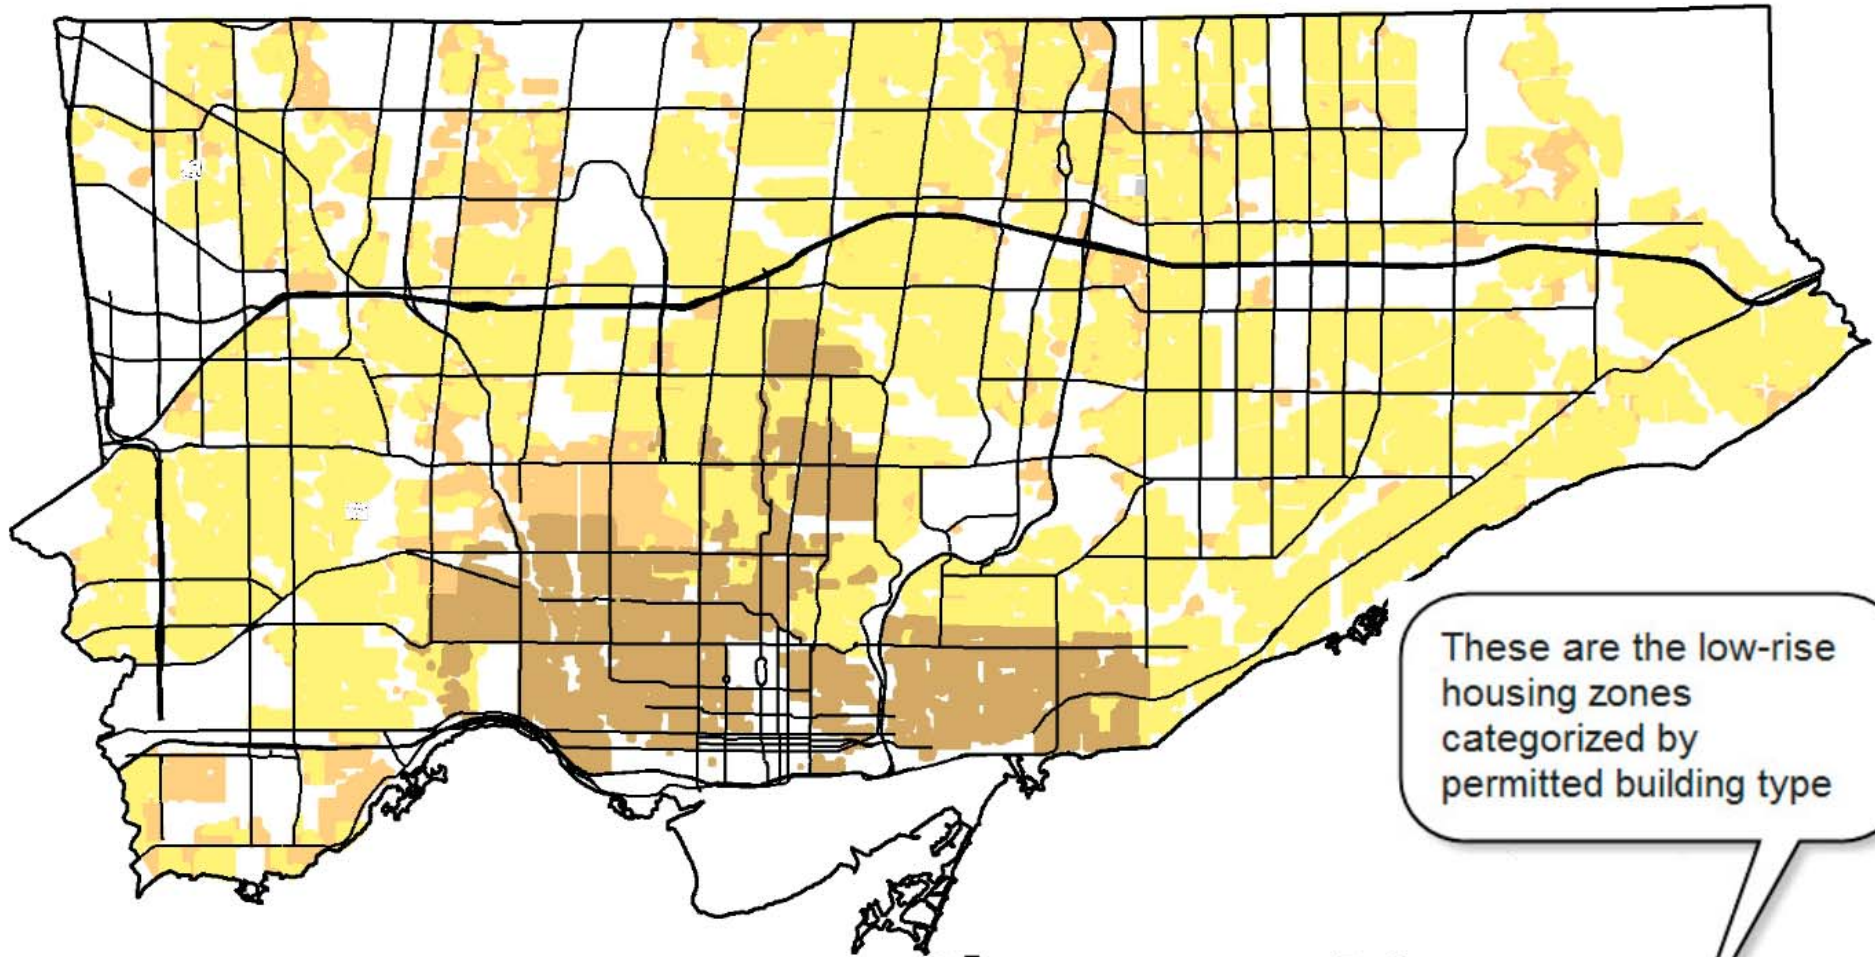 These are the low-rise
housing zones
categorized by
permitted building type